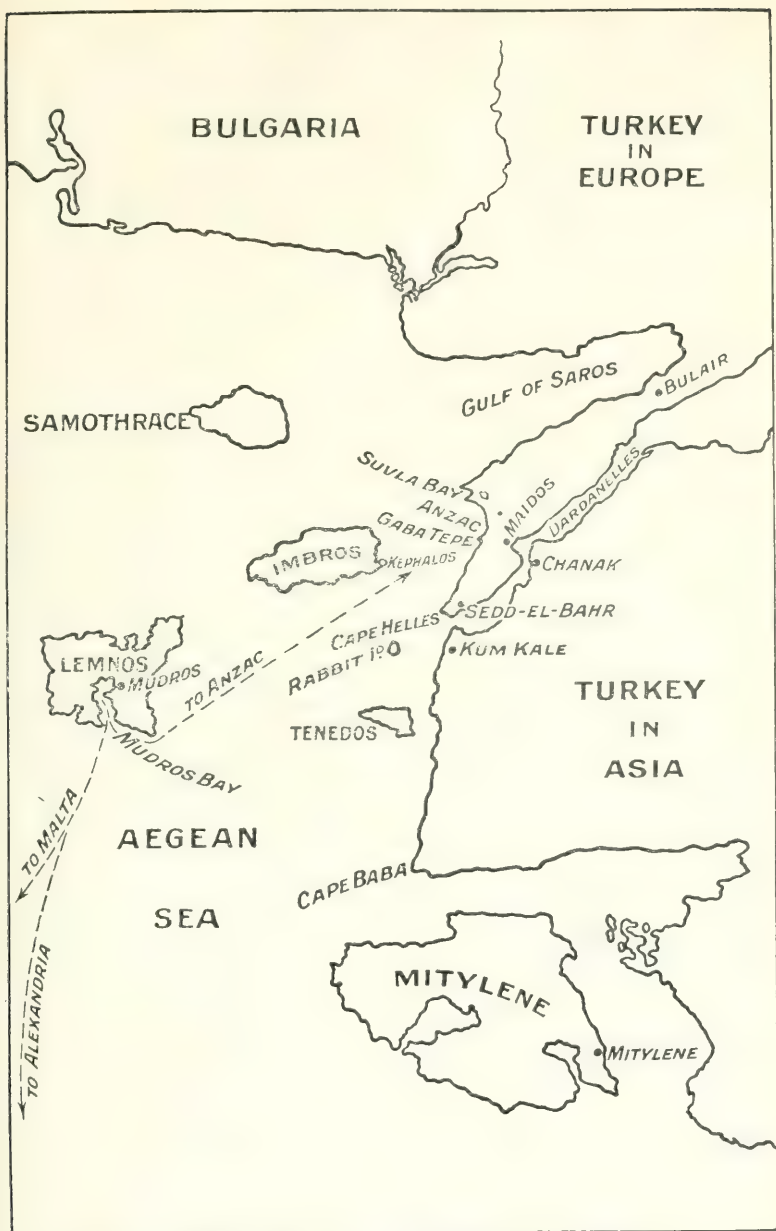 BULGARIA
TURKEY
IN
EUROPE
GULF OF SAROS
BULAIR
SAMOTHRACE
SUVLA BAY
ANZAC
GABA TEPE
MAIDOS
DARDANELLES
IMBROS
KEPHALOS
CHANAK
SEDD-EL-BAHR
CAPE HELLES
RABBIT Iᴰ
KUM KALE
LEMNOS
MUDROS
TO ANZAC
TENEDOS
TURKEY
IN
ASIA
MUDROS BAY
TO MALTA
AEGEAN
SEA
CAPE BABA
TO ALEXANDRIA
MITYLENE
MITYLENE